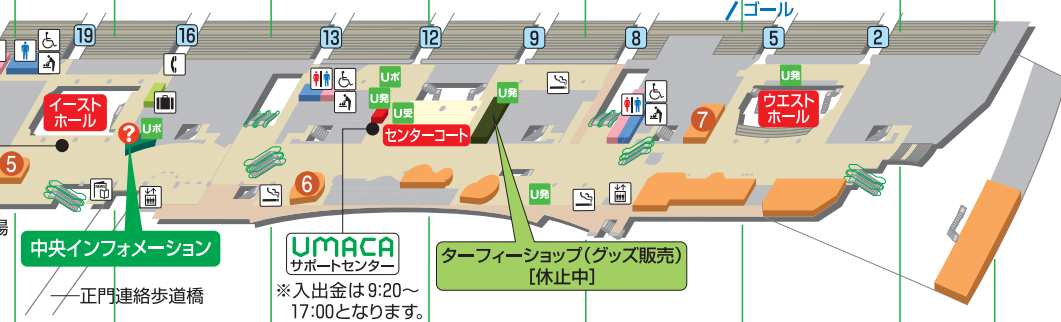 ゴール
19
16
13
12
9
8
5
2
Uポ
U発
U発
U発
U受
イースト
ホール
ウエスト
ホール
センターコート
7
?
Uポ
5
6
U発
場
中央インフォメーション
UMACA
サポートセンター
ターフィーショップ(グッズ販売)
[休止中]
※入出金は9:20〜
17:00となります。
正門連絡歩道橋